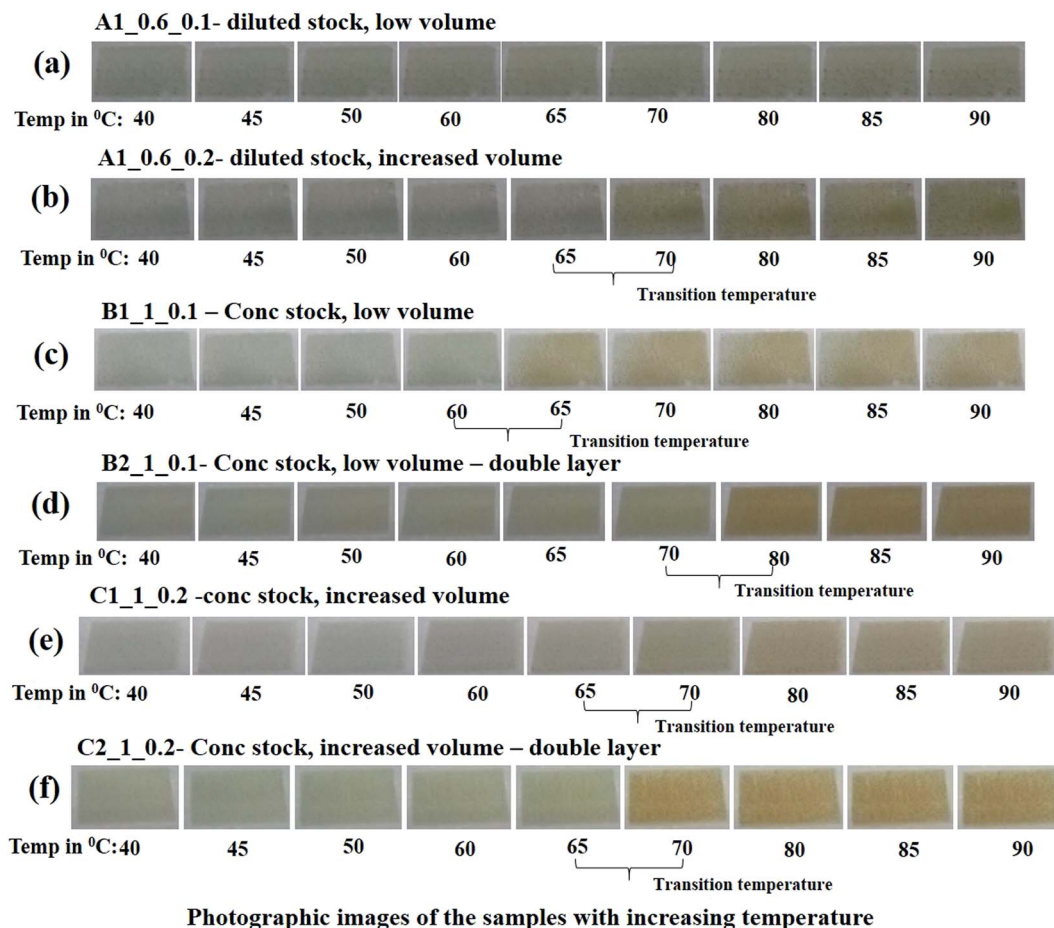 A1_0.6_0.1- diluted stock, low volume
(a)
Temp in ⁰C: 40 45 50 60 65 70 80 85 90
A1_0.6_0.2- diluted stock, increased volume
(b)
Temp in ⁰C: 40 45 50 60 65 70 80 85 90
Transition temperature
B1_1_0.1 – Conc stock, low volume
(c)
Temp in ⁰C: 40 45 50 60 65 70 80 85 90
Transition temperature
B2_1_0.1- Conc stock, low volume – double layer
(d)
Temp in ⁰C: 40 45 50 60 65 70 80 85 90
Transition temperature
C1_1_0.2 -conc stock, increased volume
(e)
Temp in ⁰C: 40 45 50 60 65 70 80 85 90
Transition temperature
C2_1_0.2- Conc stock, increased volume – double layer
(f)
Temp in ⁰C: 40 45 50 60 65 70 80 85 90
Transition temperature
Photographic images of the samples with increasing temperature